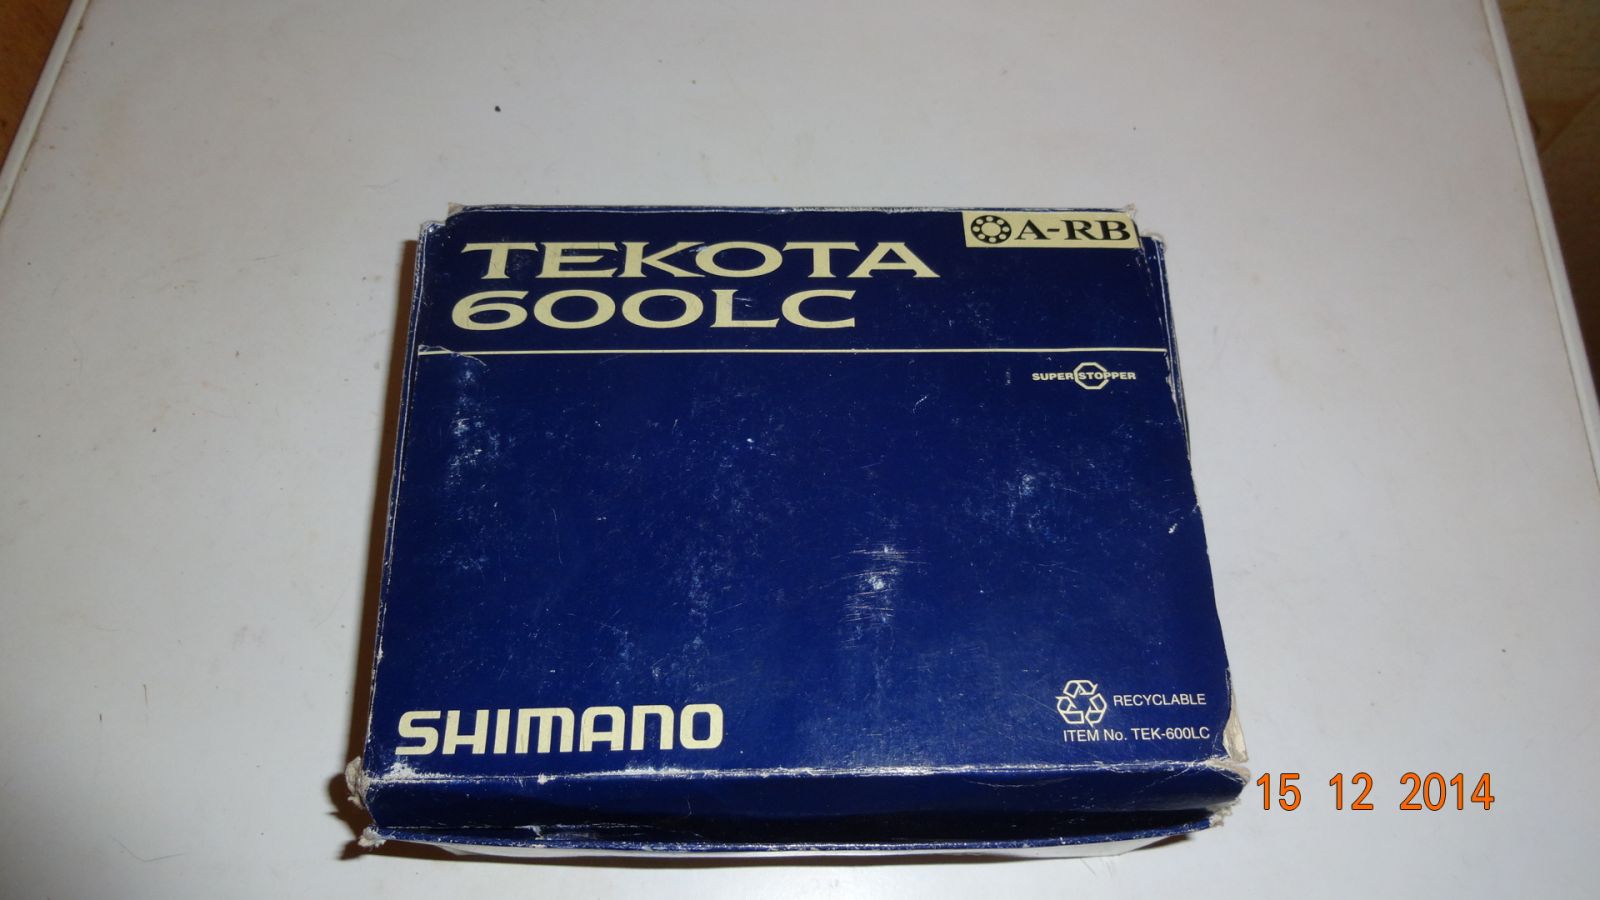 TEKOTA
600LC
A-RB
SUPER STOPPER
SHIMANO
RECYCLABLE
ITEM No. TEK-600LC
15 12 2014